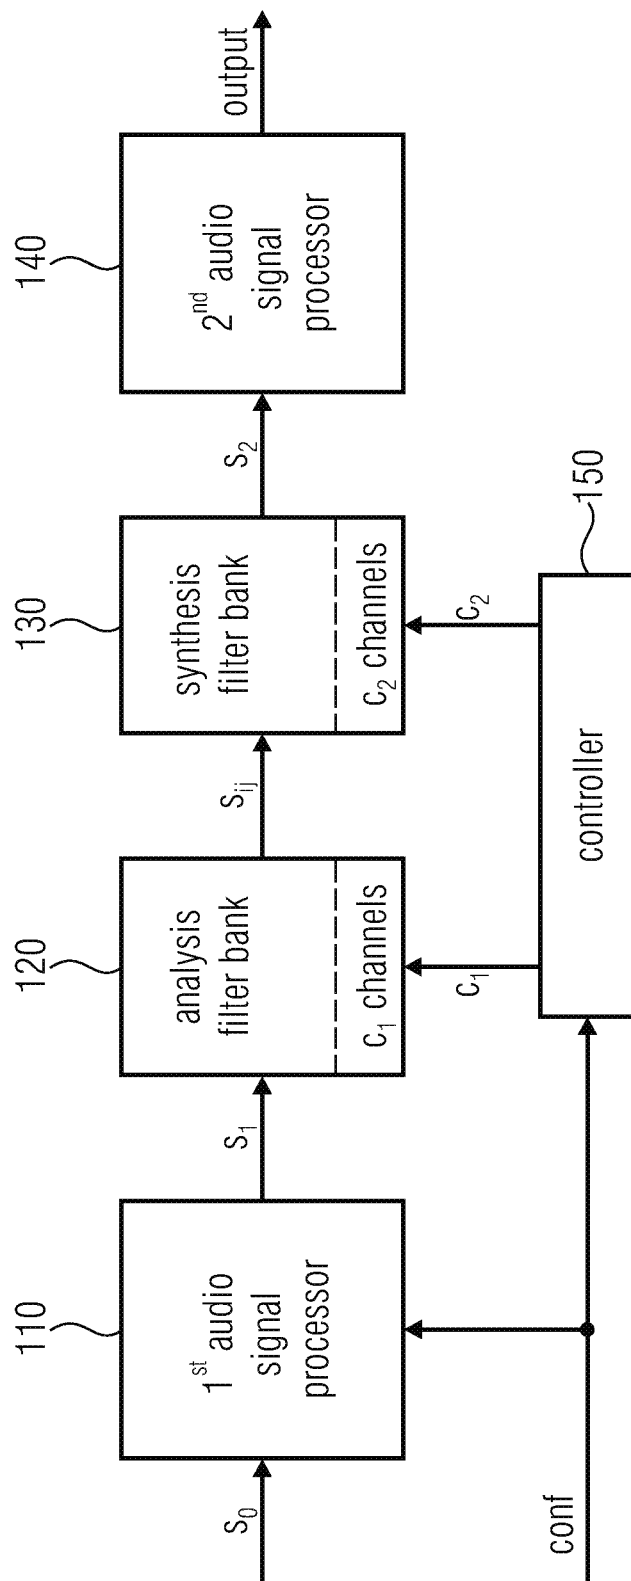 110
120
130
140
s₀
1ˢᵗ audio
signal
processor
s₁
analysis
filter bank
c₁ channels
sᵢⱼ
synthesis
filter bank
c₂ channels
s₂
2ⁿᵈ audio
signal
processor
output
c₁
c₂
150
conf
controller